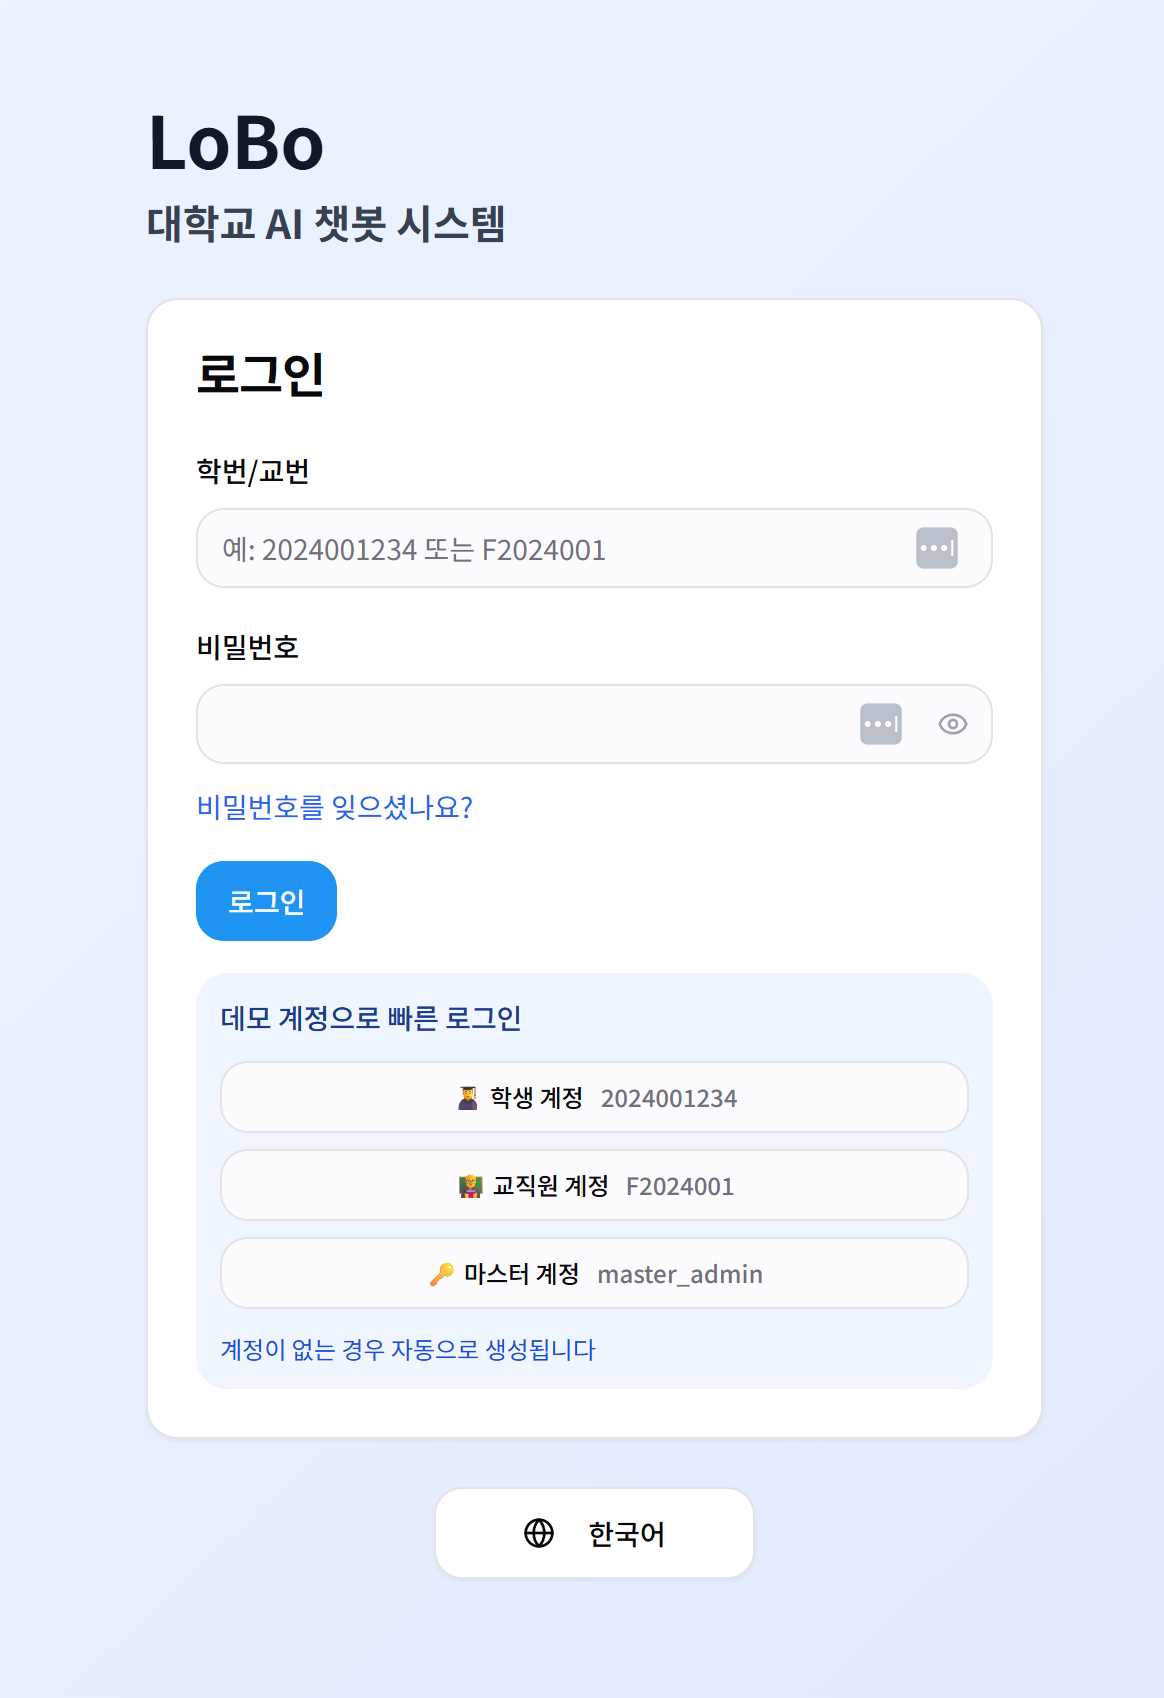 LoBo
대학교 AI 챗봇 시스템
로그인
학번/교번
예: 2024001234 또는 F2024001
비밀번호
비밀번호를 잊으셨나요?
로그인
데모 계정으로 빠른 로그인
학생 계정 2024001234
교직원 계정 F2024001
마스터 계정 master_admin
계정이 없는 경우 자동으로 생성됩니다
한국어